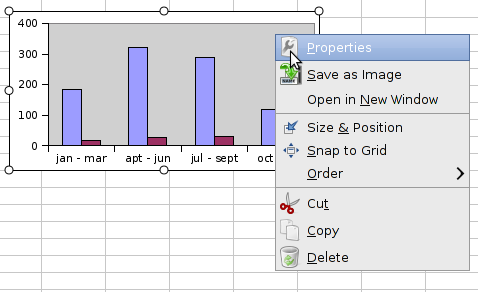 400
300
200
100
0
jan - mar
apt - jun
jul - sept
oct
Properties
Save as Image
Open in New Window
Size & Position
Snap to Grid
Order
Cut
Copy
Delete